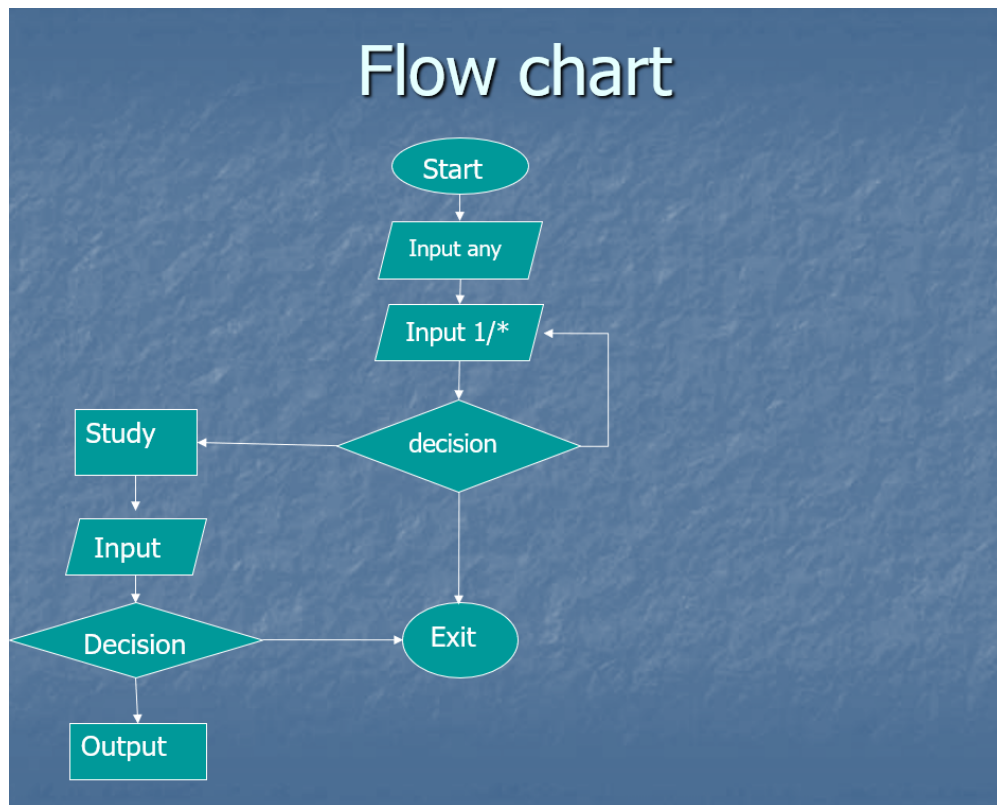 Flow chart
Start
Input any
Input 1/*
decision
Study
Input
Decision
Exit
Output